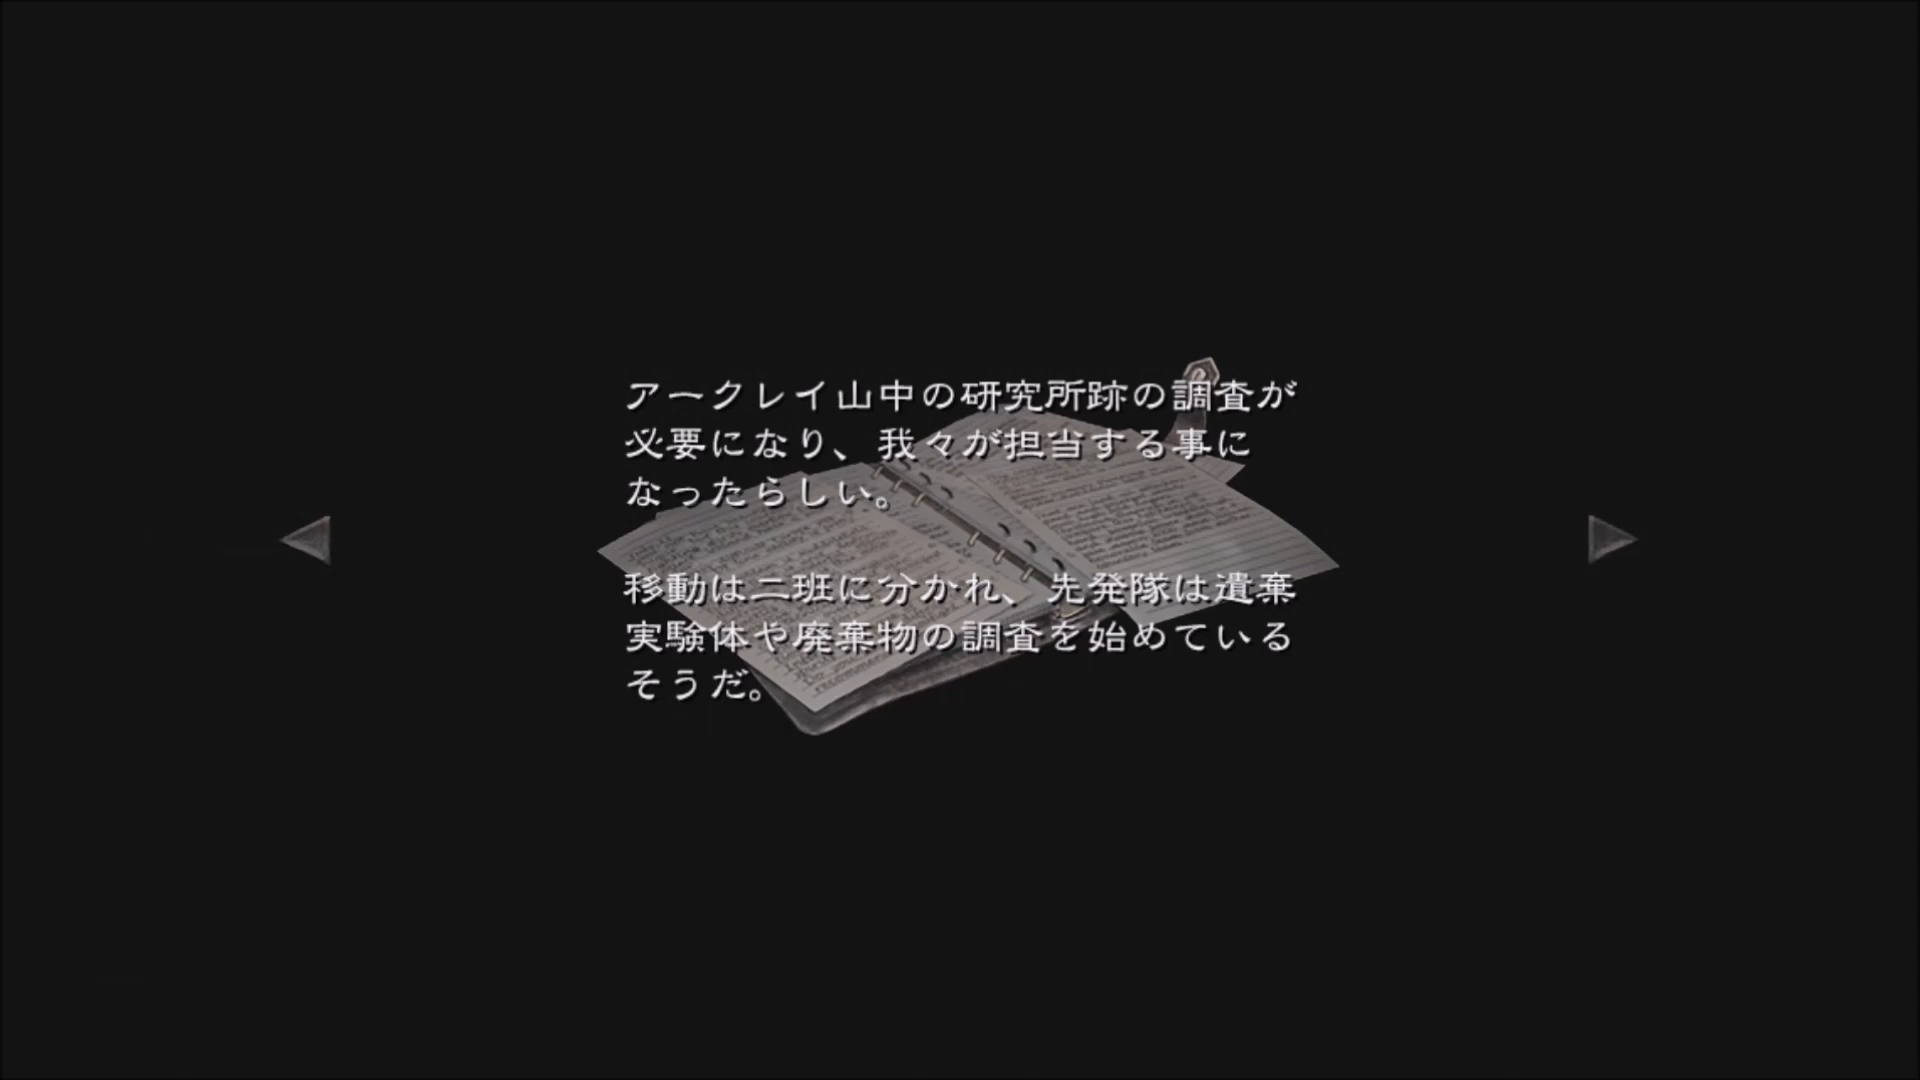 アークレイ山中の研究所跡の調査が
必要になり、我々が担当する事に
なったらしい。
移動は二班に分かれ、先発隊は遺棄
実験体や廃棄物の調査を始めている
そうだ。